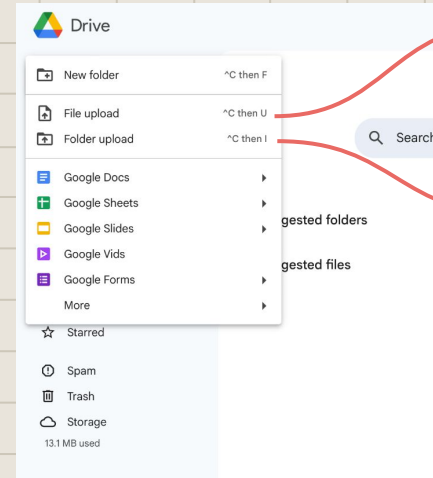 Drive
New folder ^C then F
File upload ^C then U
Folder upload ^C then I
Google Docs
Google Sheets
Google Slides
Google Vids
Google Forms
More
Search
gested folders
gested files
Starred
Spam
Trash
Storage
13.1 MB used